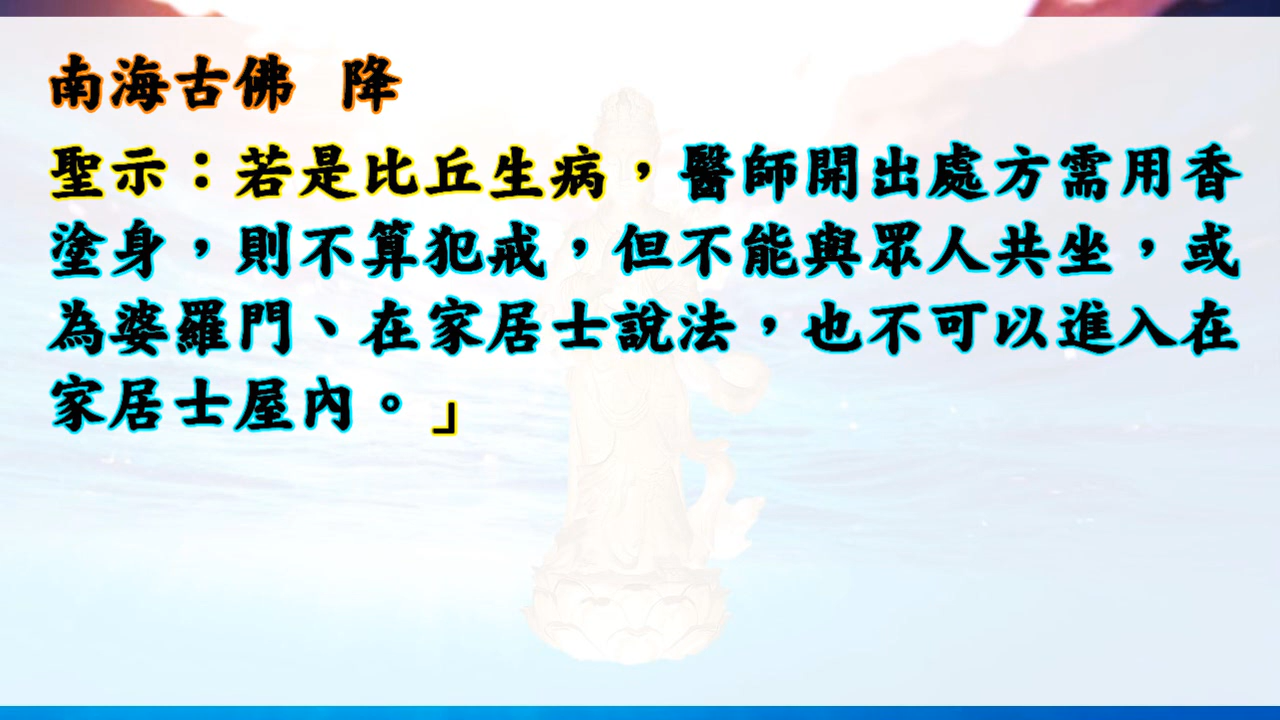 南海古佛 降
聖示：若是比丘生病，醫師開出處方需用香
塗身，則不算犯戒，但不能與眾人共坐，或
為婆羅門、在家居士說法，也不可以進入在
家居士屋內。」